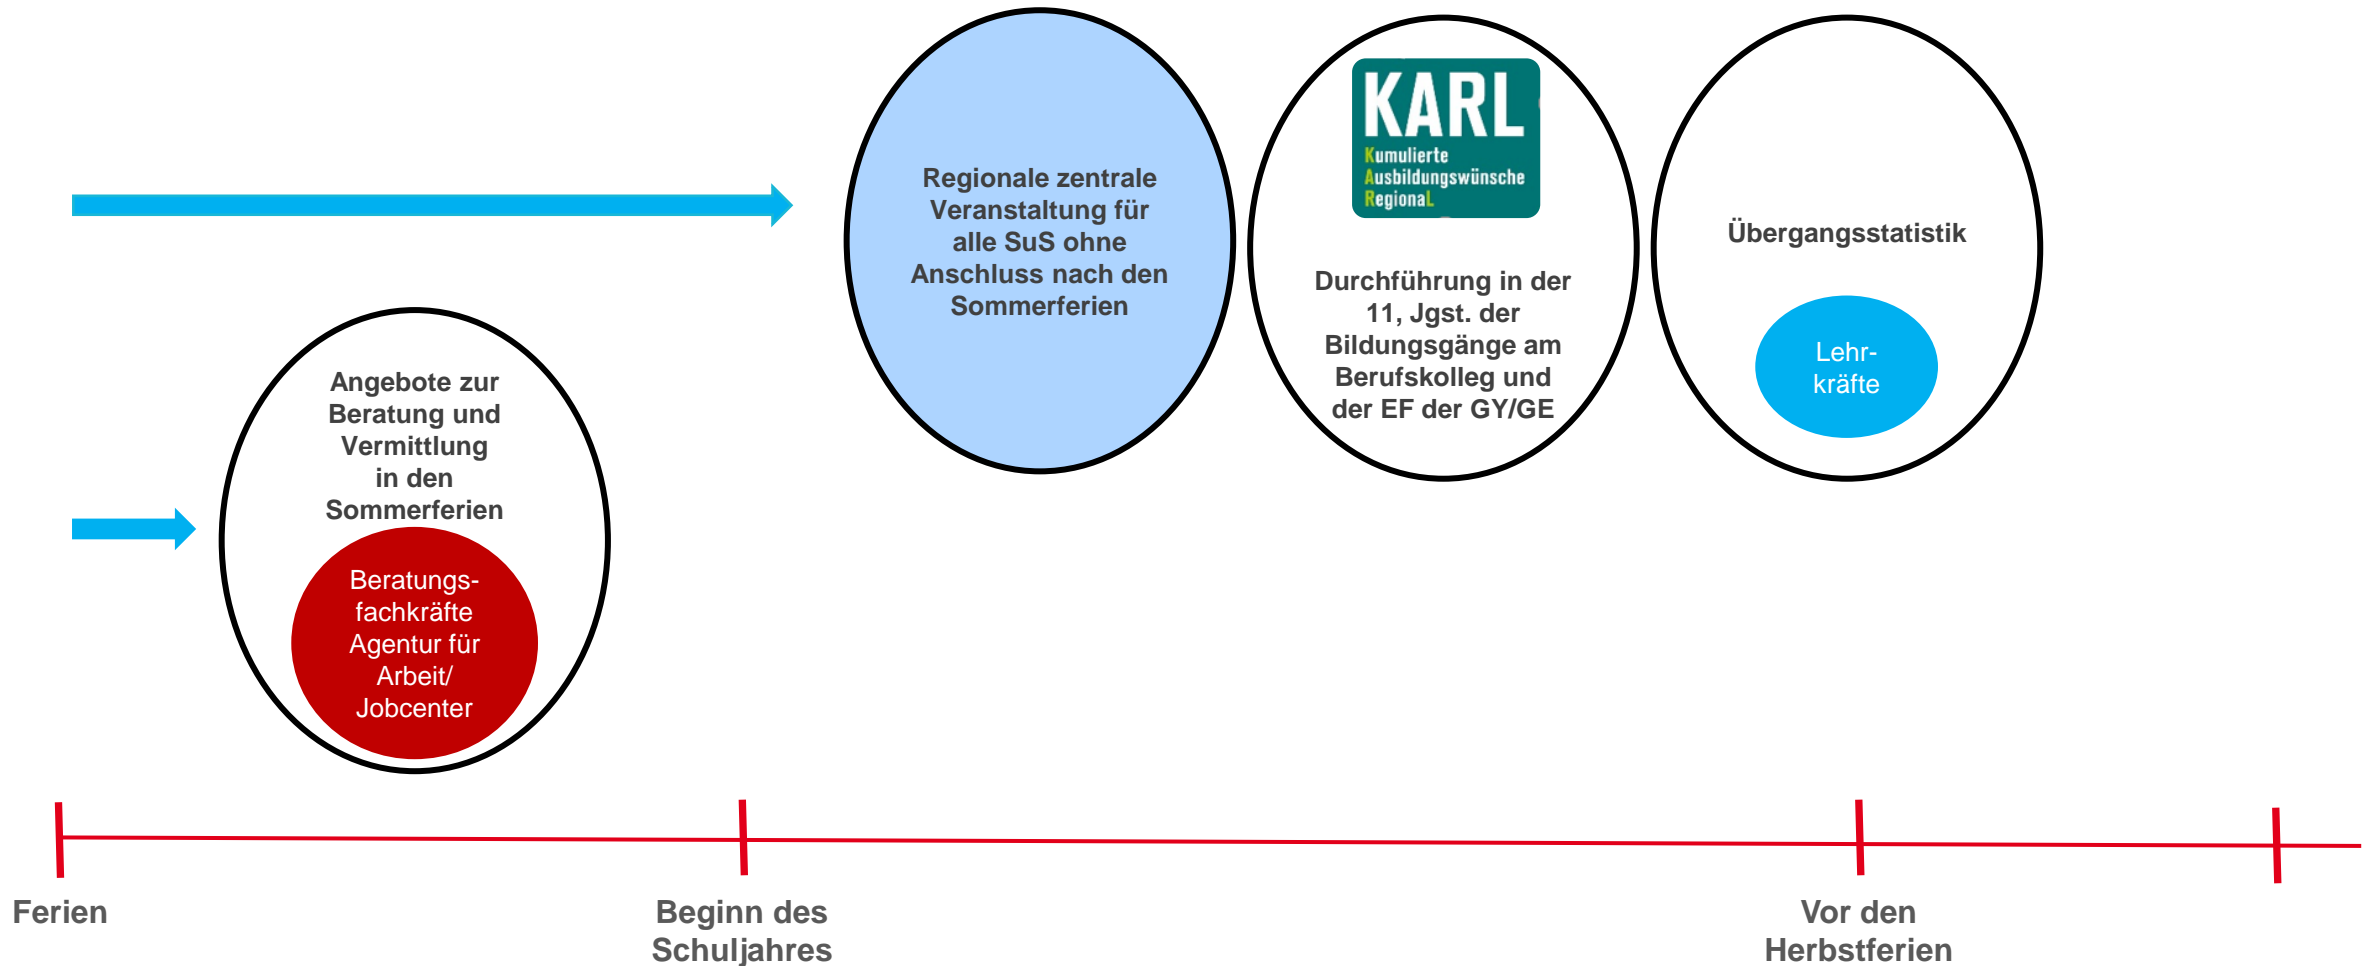 Regionale zentrale
Veranstaltung für
alle SuS ohne
Anschluss nach den
Sommerferien
KARL
Kumulierte
Ausbildungswünsche
RegionaL
Durchführung in der
11, Jgst. der
Bildungsgänge am
Berufskolleg und
der EF der GY/GE
Übergangsstatistik
Lehr-
kräfte
Angebote zur
Beratung und
Vermittlung
in den
Sommerferien
Beratungs-
fachkräfte
Agentur für
Arbeit/
Jobcenter
Ferien
Beginn des
Schuljahres
Vor den
Herbstferien